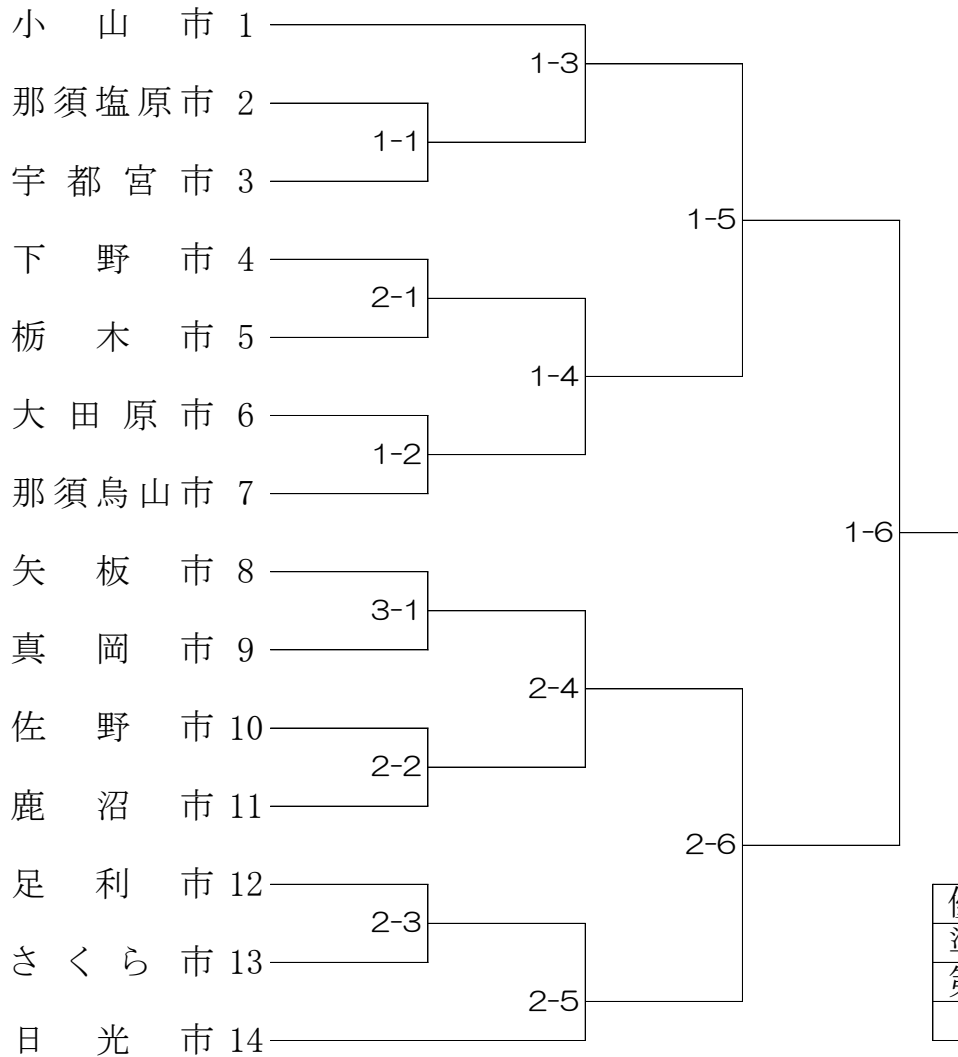 小山市 1
1-3
那須塩原市 2
1-1
宇都宮市 3
1-5
下野市 4
2-1
栃木市 5
1-4
大田原市 6
1-2
那須烏山市 7
1-6
矢板市 8
3-1
真岡市 9
2-4
佐野市 10
2-2
鹿沼市 11
2-6
足利市 12
2-3
さくら市 13
2-5
日光市 14